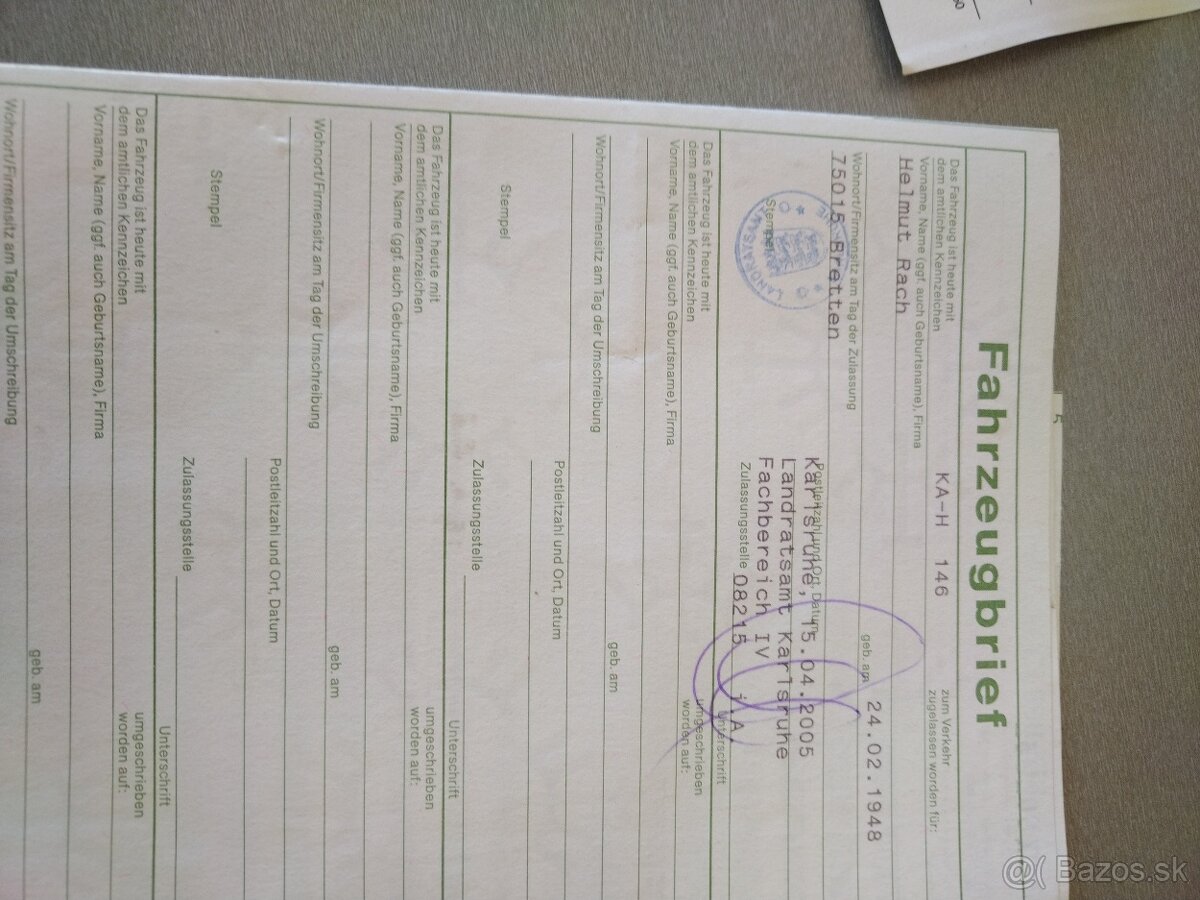 Fahrzeugbrief
Das Fahrzeug ist heute mit
dem amtlichen Kennzeichen KA-H 146 zum Verkehr
zugelassen worden für:
Vorname, Name (ggf. auch Geburtsname), Firma
Helmut Rach
geb. am 24.02.1948
Wohnort/Firmensitz am Tag der Zulassung
75015 Bretten
Postleitzahl und Ort, Datum
Karlsruhe, 15.04.2005
Landratsamt Karlsruhe
Fachbereich IV
Stempel
LANDRATSAMT
Zulassungsstelle 08215 i.A.
Unterschrift
Das Fahrzeug ist heute mit
dem amtlichen Kennzeichen
umgeschrieben
worden auf:
Vorname, Name (ggf. auch Geburtsname), Firma
geb. am
Wohnort/Firmensitz am Tag der Umschreibung
Postleitzahl und Ort, Datum
Stempel
Zulassungsstelle
Unterschrift
Das Fahrzeug ist heute mit
dem amtlichen Kennzeichen
umgeschrieben
worden auf:
Vorname, Name (ggf. auch Geburtsname), Firma
geb. am
Wohnort/Firmensitz am Tag der Umschreibung
Postleitzahl und Ort, Datum
Stempel
Zulassungsstelle
Unterschrift
Das Fahrzeug ist heute mit
dem amtlichen Kennzeichen
umgeschrieben
worden auf:
Vorname, Name (ggf. auch Geburtsname), Firma
geb. am
Wohnort/Firmensitz am Tag der Umschreibung
Bazos.sk